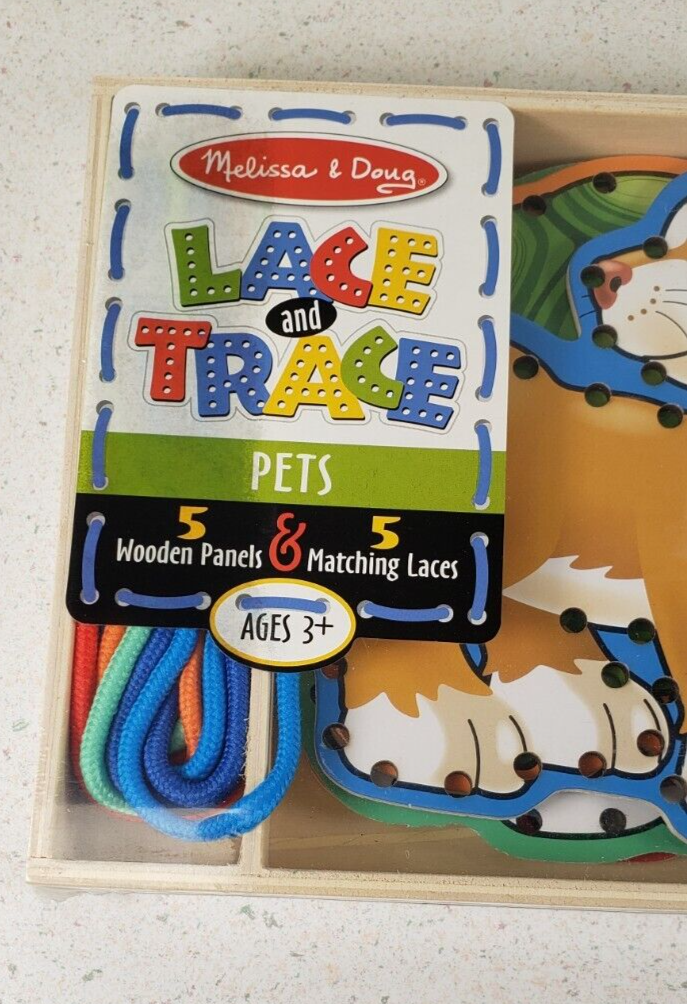 Melissa & Doug®
LACE
and
TRACE
PETS
5 & 5
Wooden Panels Matching Laces
AGES 3+